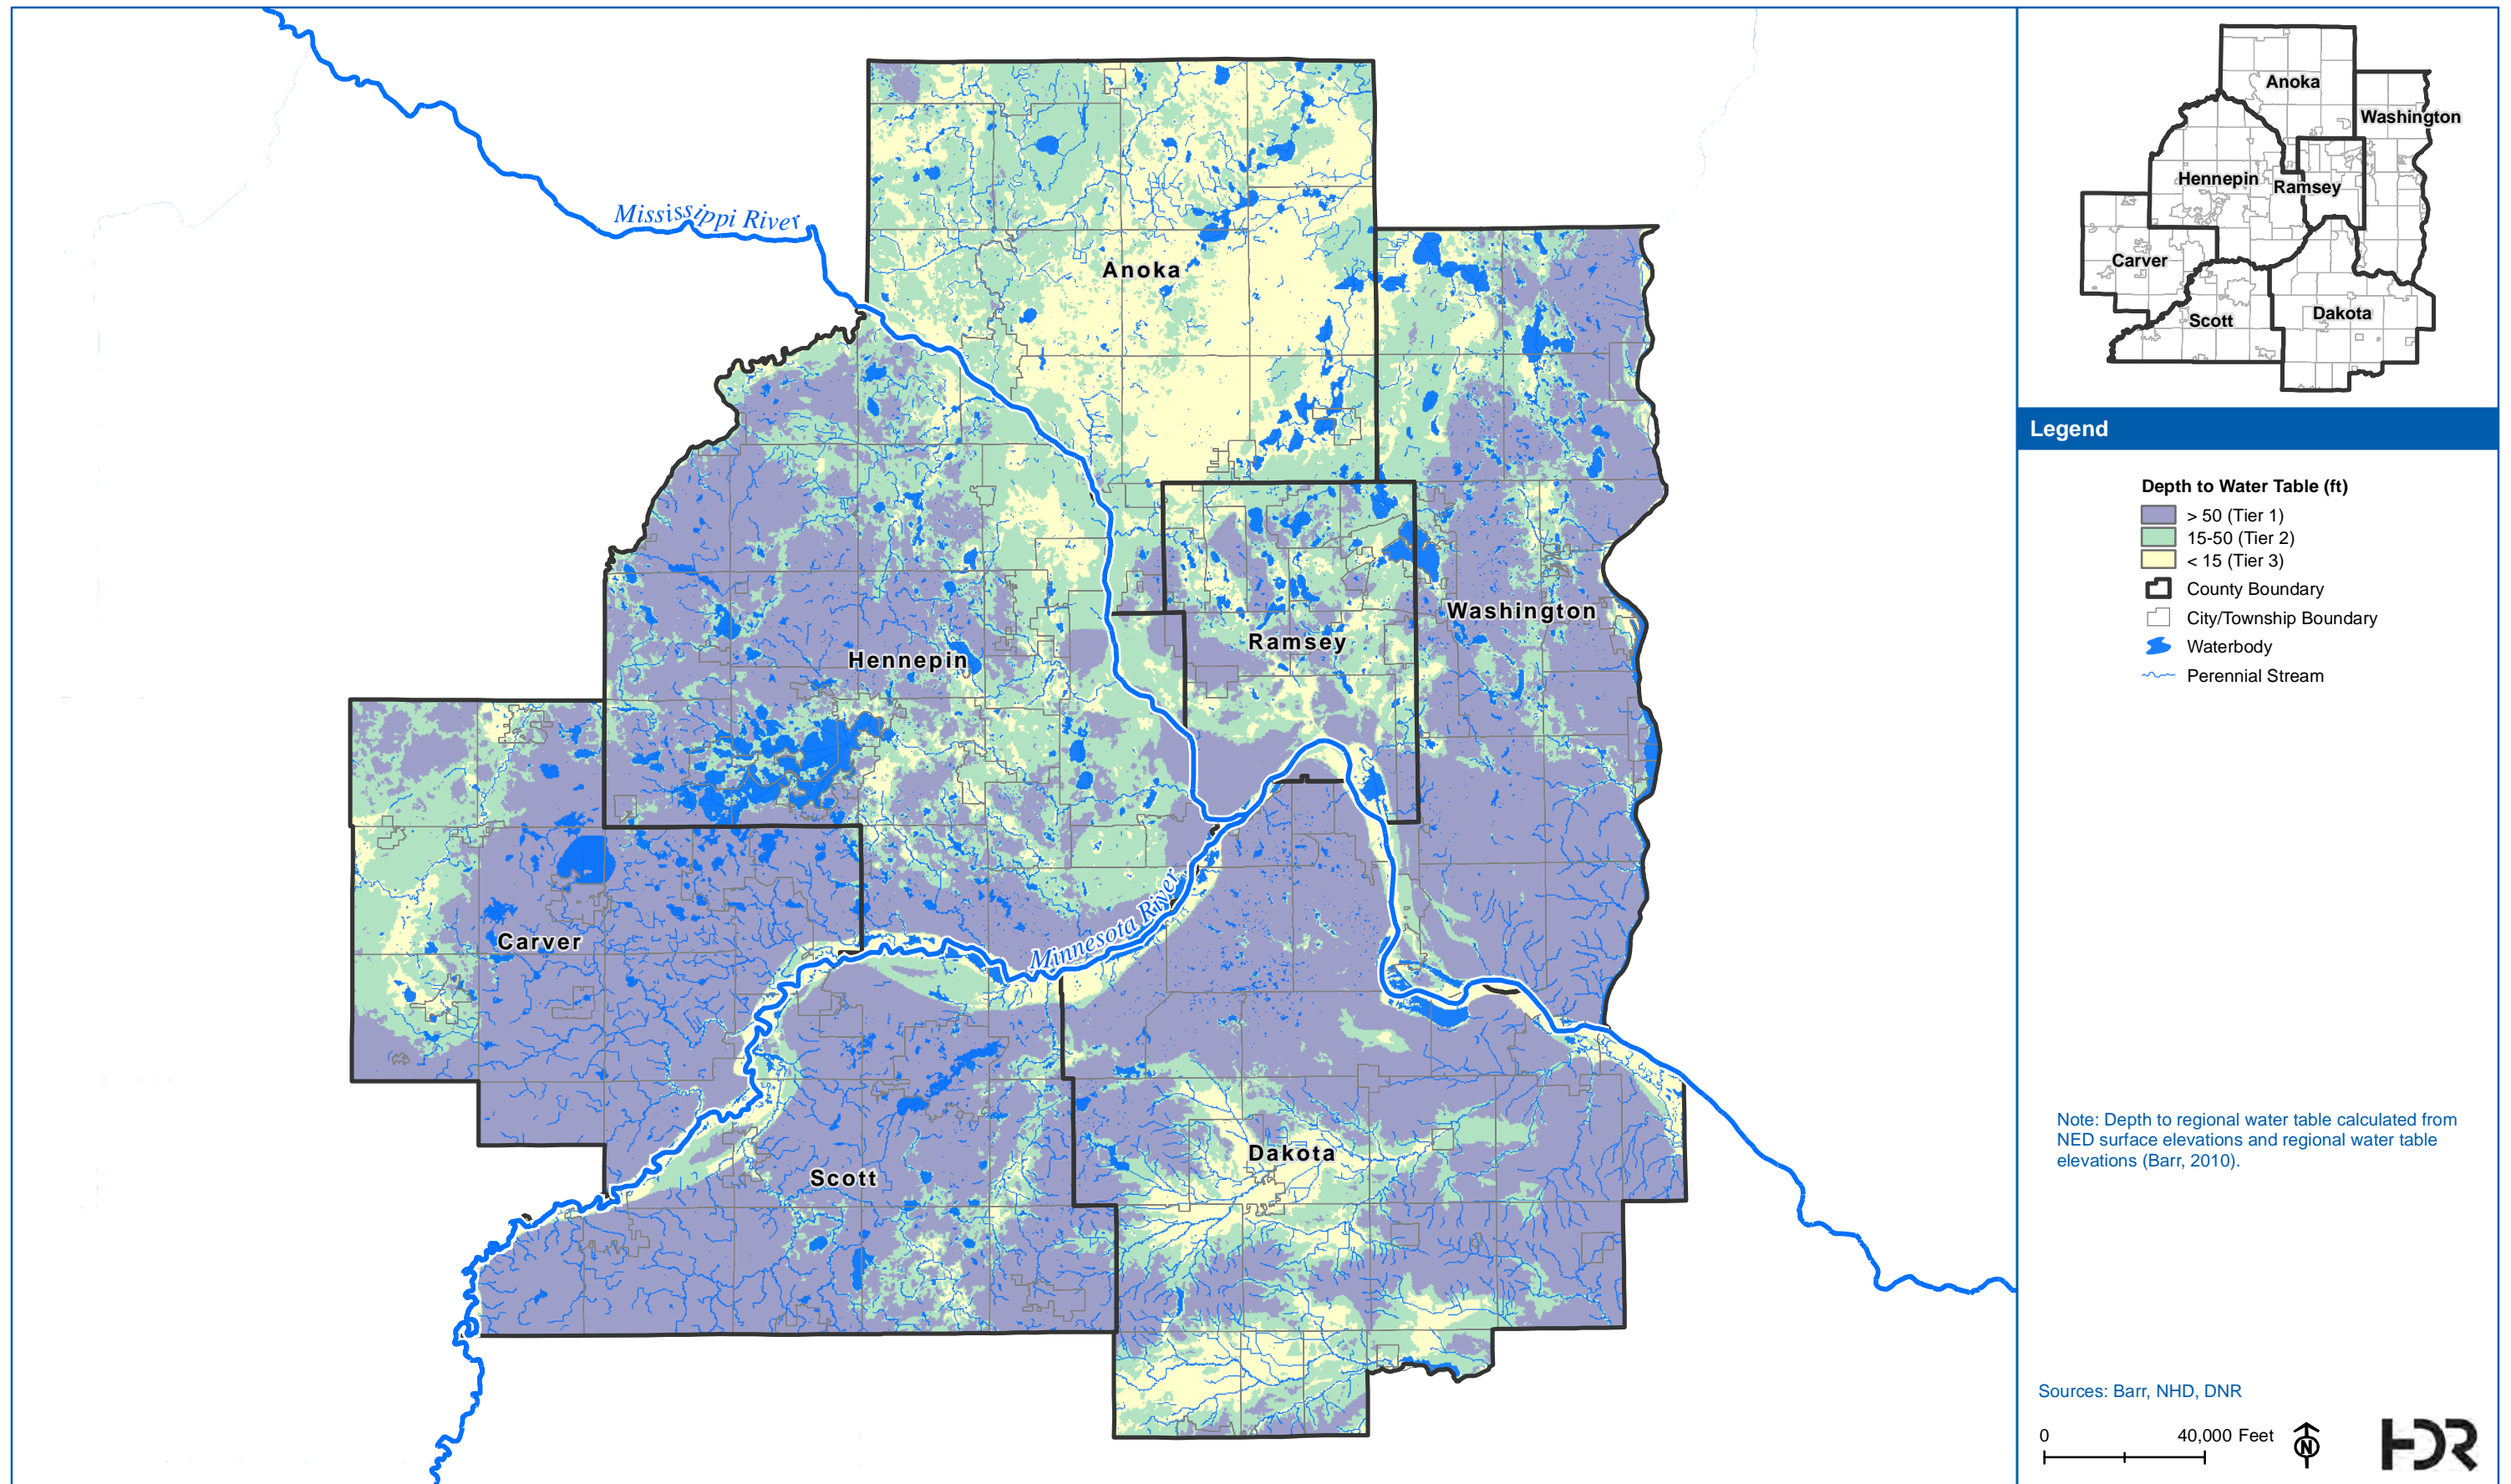 Mississippi River
Anoka
Hennepin
Ramsey
Washington
Carver
Minnesota River
Scott
Dakota
Anoka
Washington
Hennepin
Ramsey
Carver
Scott
Dakota
Legend
Depth to Water Table (ft)
> 50 (Tier 1)
15-50 (Tier 2)
< 15 (Tier 3)
County Boundary
City/Township Boundary
Waterbody
Perennial Stream
Note: Depth to regional water table calculated from
NED surface elevations and regional water table
elevations (Barr, 2010).
Sources: Barr, NHD, DNR
0 40,000 Feet
N
HDR